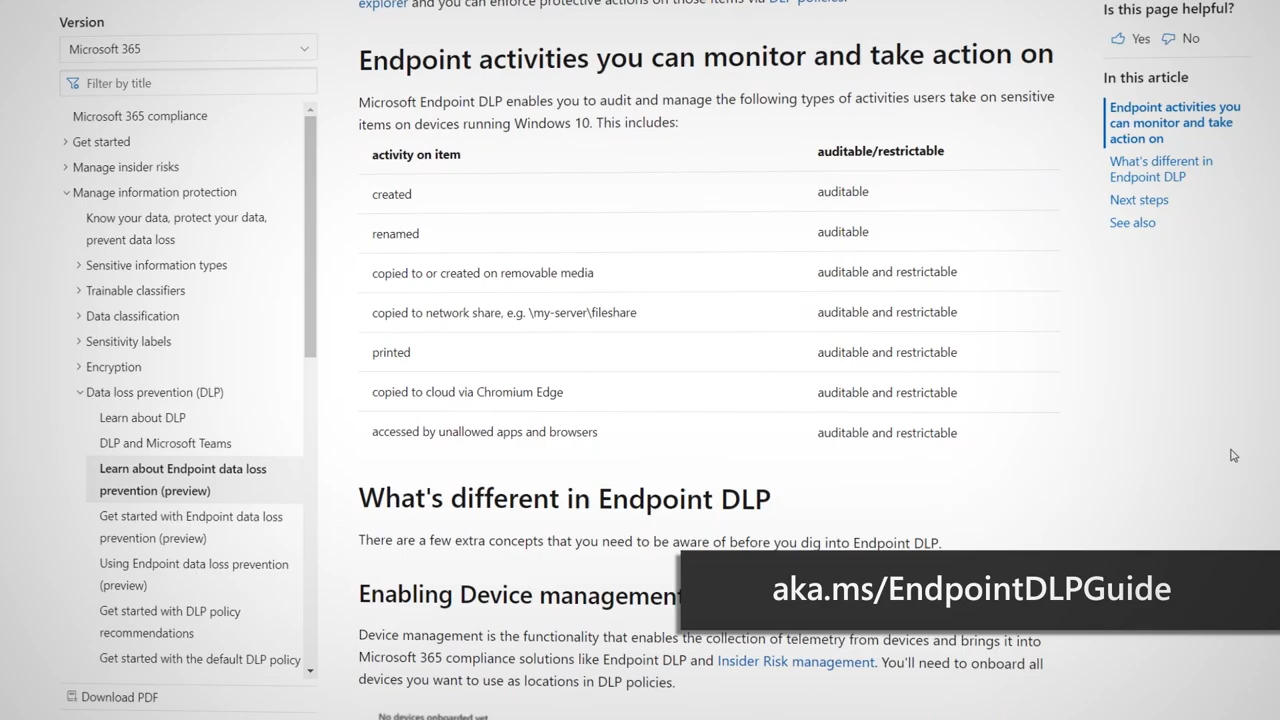 Version
Microsoft 365
Filter by title
Microsoft 365 compliance
Get started
Manage insider risks
Manage information protection
Know your data, protect your data,
prevent data loss
Sensitive information types
Trainable classifiers
Data classification
Sensitivity labels
Encryption
Data loss prevention (DLP)
Learn about DLP
DLP and Microsoft Teams
Learn about Endpoint data loss
prevention (preview)
Get started with Endpoint data loss
prevention (preview)
Using Endpoint data loss prevention
(preview)
Get started with DLP policy
recommendations
Get started with the default DLP policy
Download PDF
explorer and you can enforce protective actions on those items via DLP policies.
Endpoint activities you can monitor and take action on
Microsoft Endpoint DLP enables you to audit and manage the following types of activities users take on sensitive
items on devices running Windows 10. This includes:
activity on item auditable/restrictable
created auditable
renamed auditable
copied to or created on removable media auditable and restrictable
copied to network share, e.g. \my-server\fileshare auditable and restrictable
printed auditable and restrictable
copied to cloud via Chromium Edge auditable and restrictable
accessed by unallowed apps and browsers auditable and restrictable
What's different in Endpoint DLP
There are a few extra concepts that you need to be aware of before you dig into Endpoint DLP.
Enabling Device management
Device management is the functionality that enables the collection of telemetry from devices and brings it into
Microsoft 365 compliance solutions like Endpoint DLP and Insider Risk management. You'll need to onboard all
devices you want to use as locations in DLP policies.
No devices onboarded yet
Is this page helpful?
Yes No
In this article
Endpoint activities you
can monitor and take
action on
What's different in
Endpoint DLP
Next steps
See also
aka.ms/EndpointDLPGuide